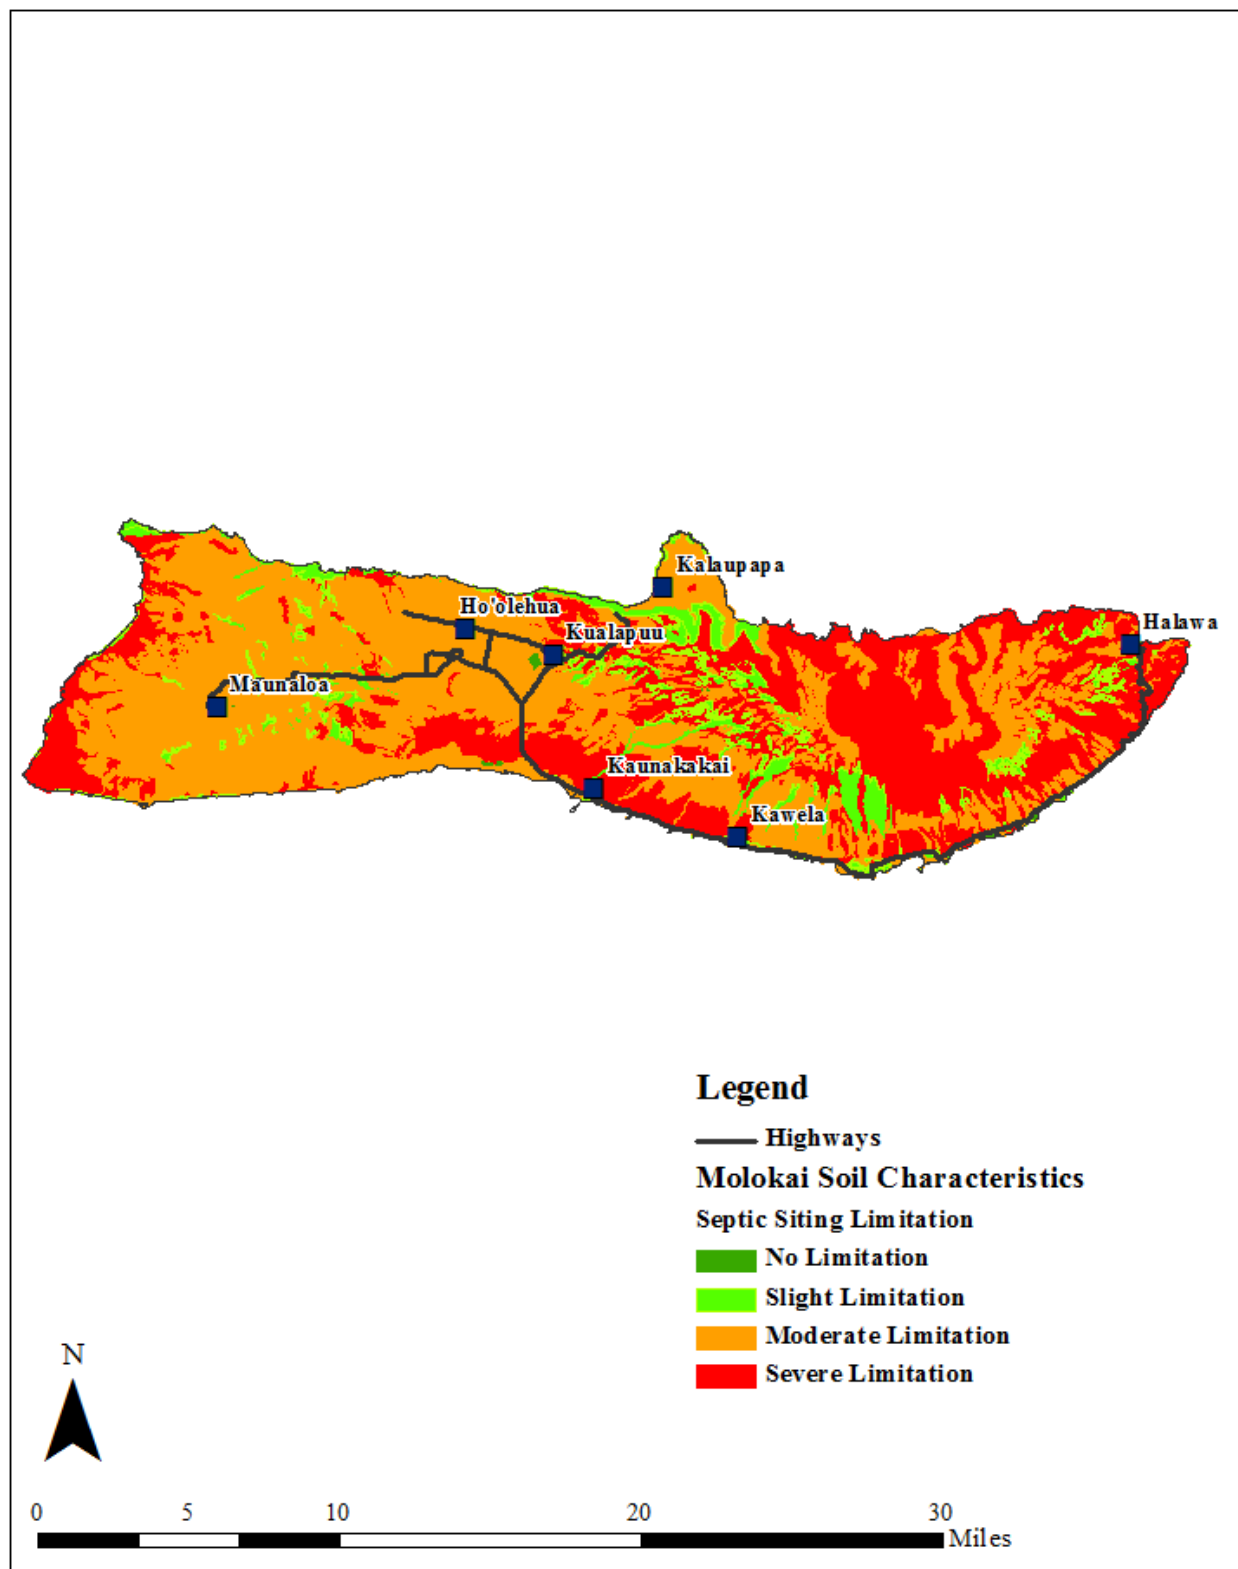 Kalaupapa
Ho'olehua
Kualapuu
Halawa
Maunaloa
Kaunakakai
Kawela
Legend
Highways
Molokai Soil Characteristics
Septic Siting Limitation
No Limitation
Slight Limitation
Moderate Limitation
Severe Limitation
N
0 5 10 20 30
Miles